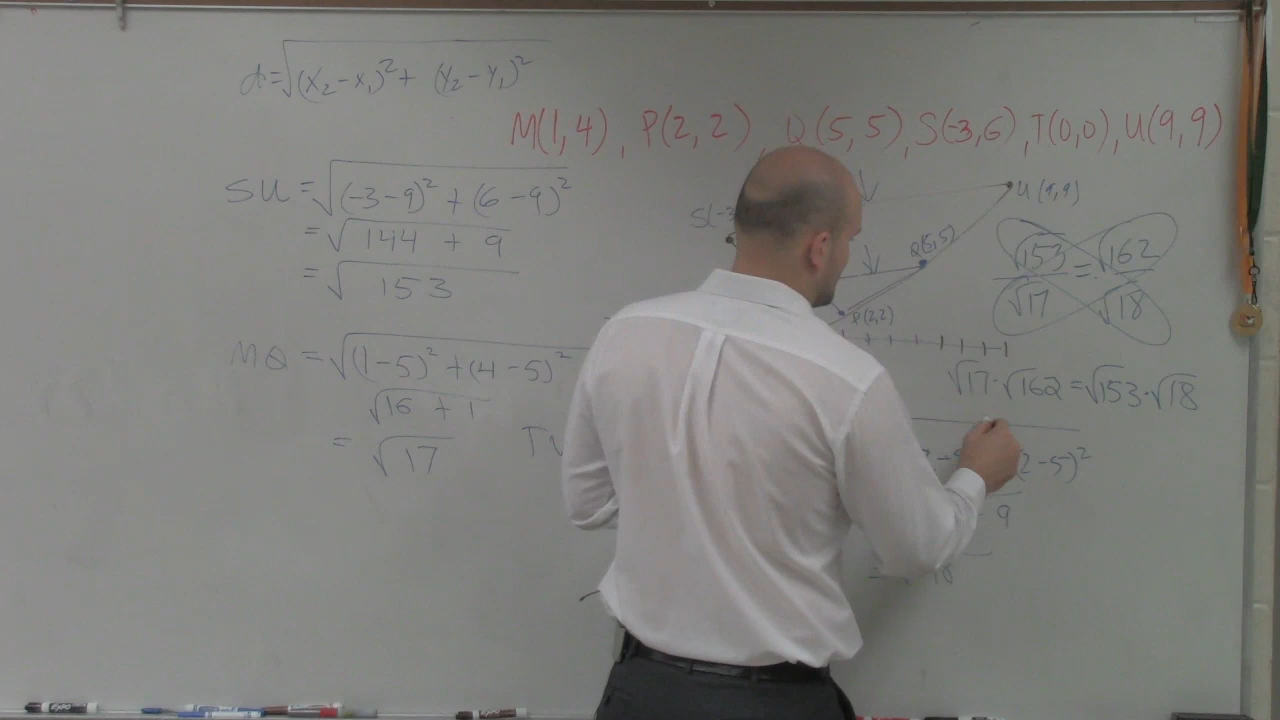 d=√(x₂-x₁)²+ (y₂-y₁)²
M(1,4), P(2,2), Q(5,5), S(-3,6), T(0,0), U(9,9)
SU = √(-3-9)² + (6-9)²
= √144 + 9
= √153
MQ = √(1-5)² + (4-5)²
√16 + 1
= √17
U(9,9)
Q(5,5)
P(2,2)
√153/√17 = √162/√18
√17·√162 = √153·√18
(2-5)²
9